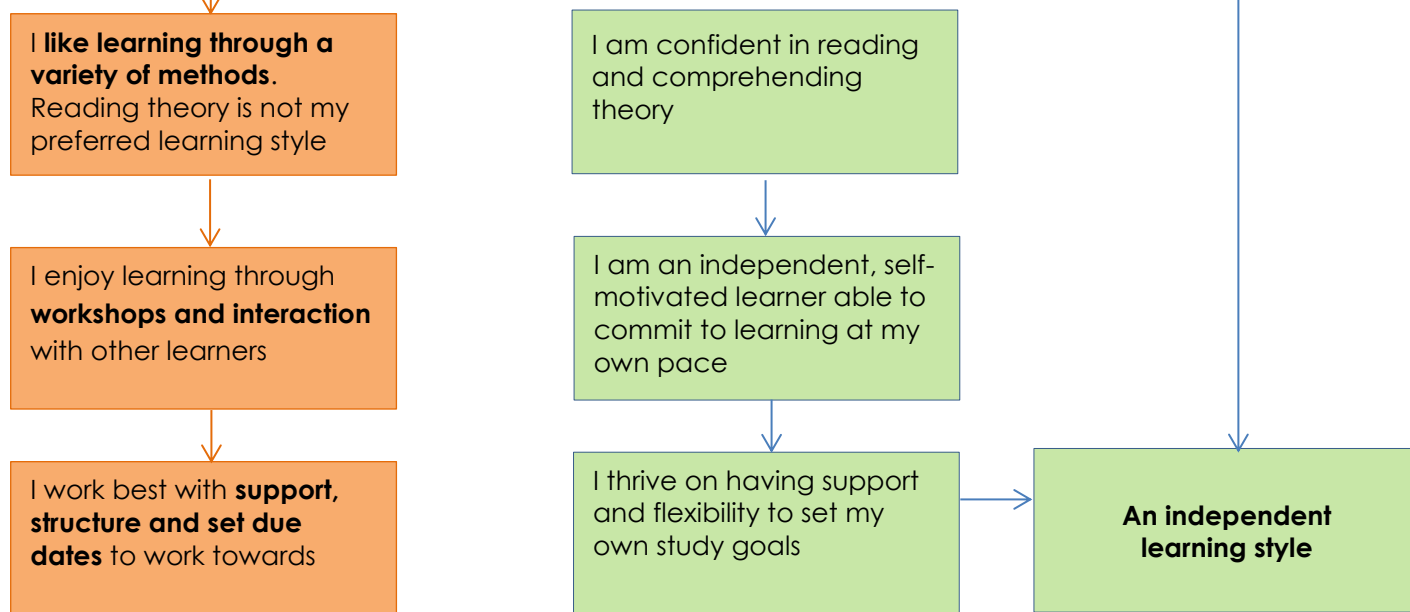 I like learning through a
variety of methods.
Reading theory is not my
preferred learning style
I enjoy learning through
workshops and interaction
with other learners
I work best with support,
structure and set due
dates to work towards
I am confident in reading
and comprehending
theory
I am an independent, self-
motivated learner able to
commit to learning at my
own pace
I thrive on having support
and flexibility to set my
own study goals
An independent
learning style